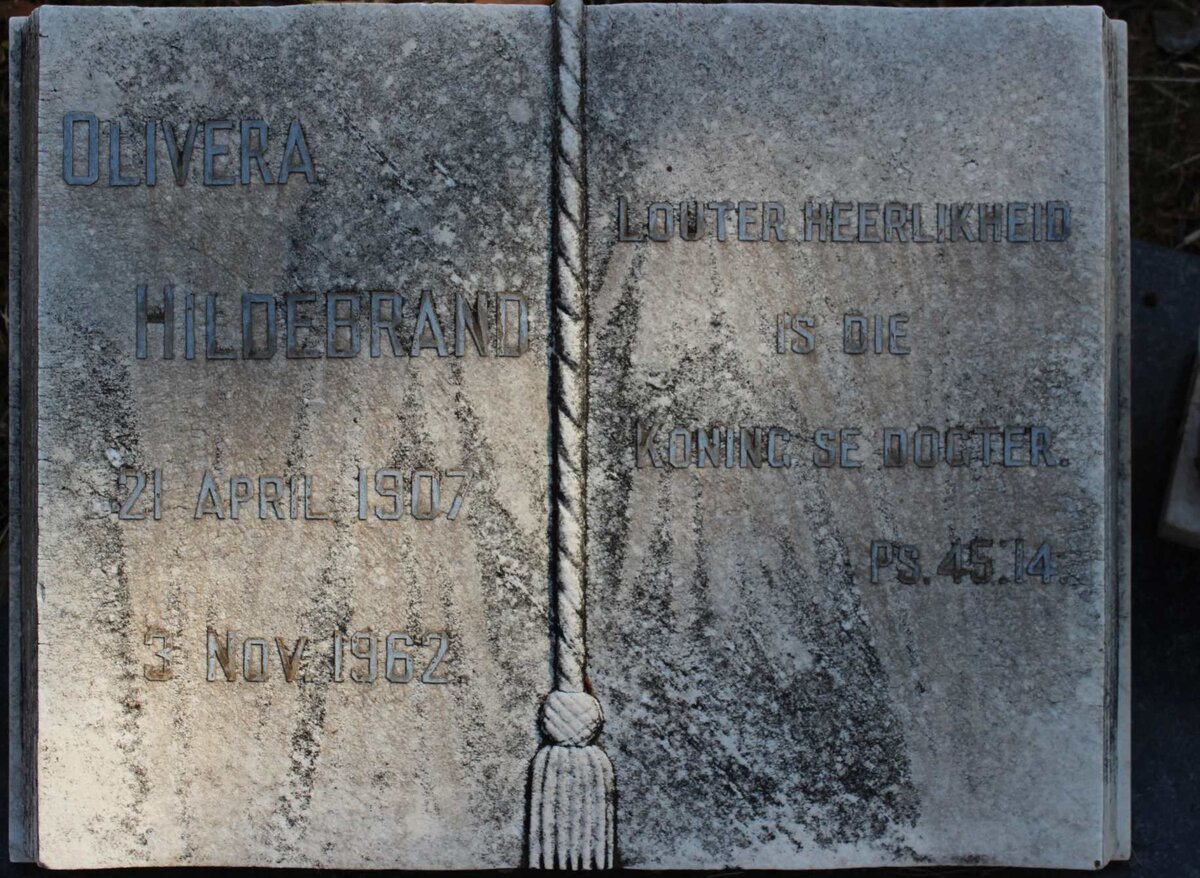 OLIVERA
HILDEBRAND
21 APRIL 1907
3 NOV 1962
LOUTER HEERLIKHEID
IS DIE
KONING SE DOGTER.
PS. 45:14.